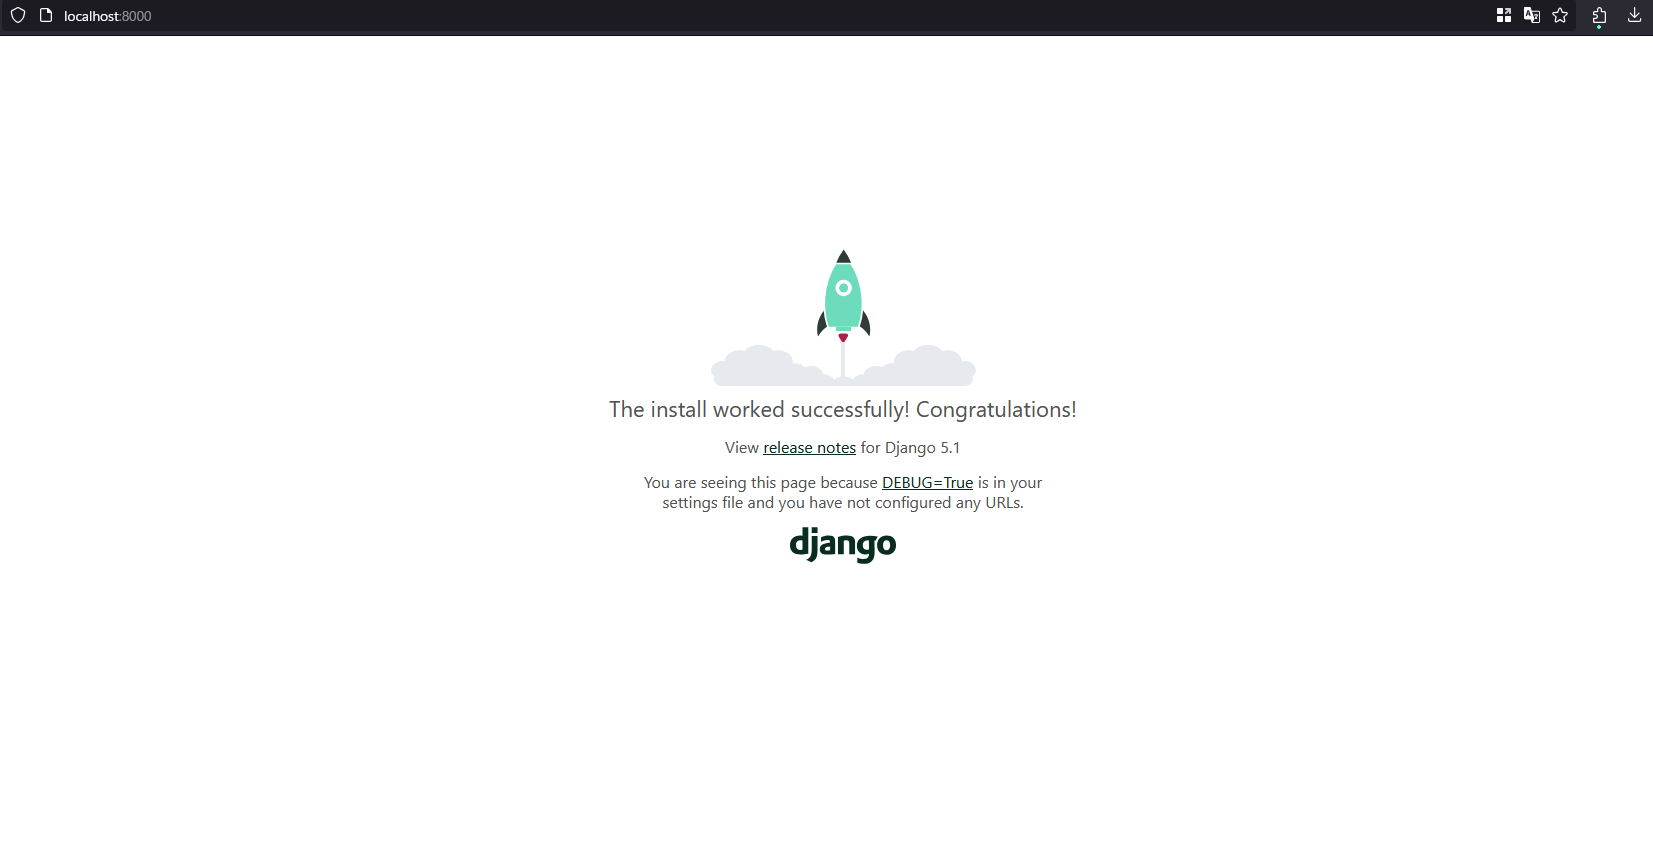 localhost:8000
The install worked successfully! Congratulations!
View release notes for Django 5.1
You are seeing this page because DEBUG=True is in your
settings file and you have not configured any URLs.
django